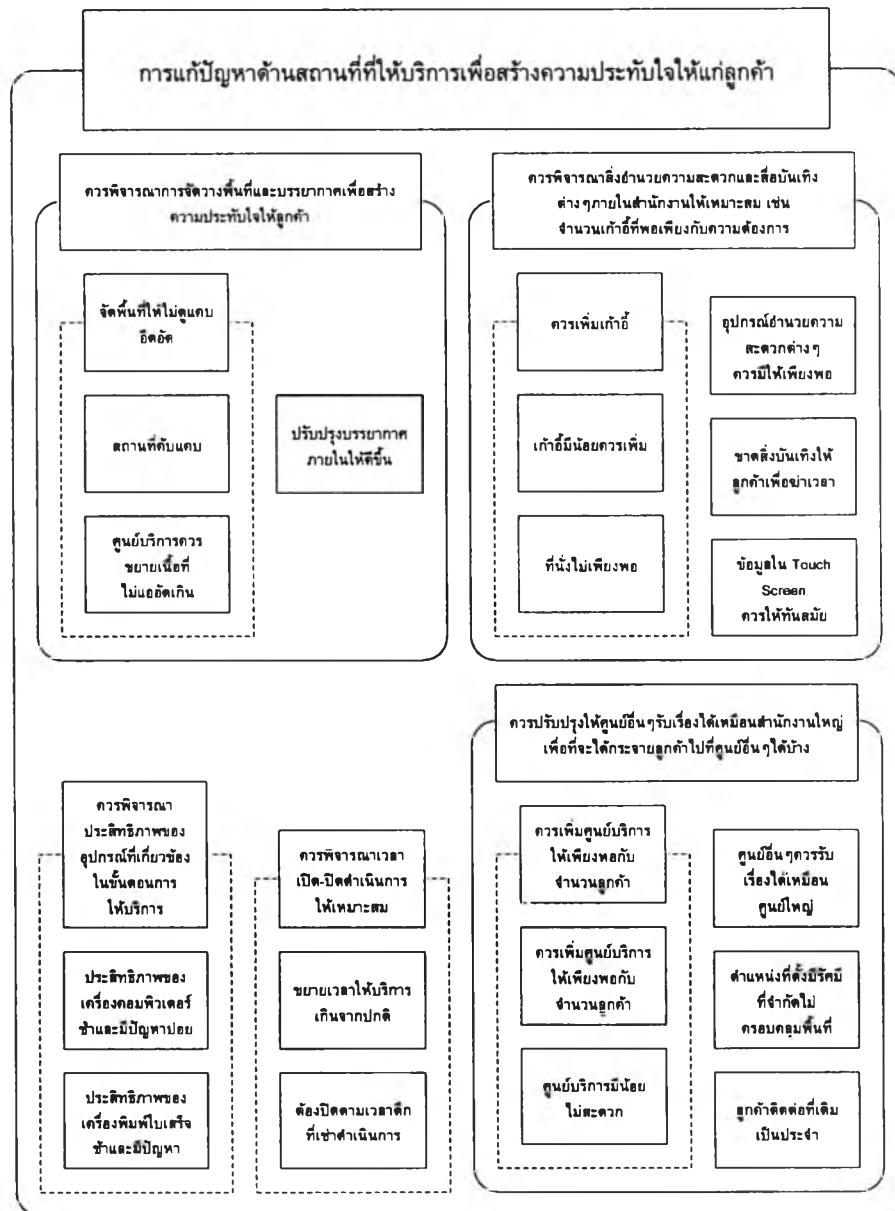 การแก้ปัญหาด้านสถานที่ที่ให้บริการเพื่อสร้างความประทับใจให้แก่ลูกค้า
ควรพิจารณาการจัดวางพื้นที่และบรรยากาศเพื่อสร้าง
ความประทับใจให้ลูกค้า
จัดพื้นที่ให้ไม่ดูแคบ
อึดอัด
สถานที่คับแคบ
ศูนย์บริการควร
ขยายเนื้อที่
ไม่แออัดเกิน
ปรับปรุงบรรยากาศ
ภายในให้ดีขึ้น
ควรพิจารณาสิ่งอำนวยความสะดวกและสื่อบันเทิง
ต่างๆภายในสำนักงานให้เหมาะสม เช่น
จำนวนเก้าอี้ที่พอเพียงกับความต้องการ
ควรเพิ่มเก้าอี้
เก้าอี้มีน้อยควรเพิ่ม
ที่นั่งไม่เพียงพอ
อุปกรณ์อำนวยความ
สะดวกต่างๆ
ควรมีให้เพียงพอ
ขาดสิ่งบันเทิงให้
ลูกค้าเพื่อฆ่าเวลา
ข้อมูลใน Touch
Screen
ควรให้ทันสมัย
ควรพิจารณา
ประสิทธิภาพของ
อุปกรณ์ที่เกี่ยวข้อง
ในขั้นตอนการ
ให้บริการ
ประสิทธิภาพของ
เครื่องคอมพิวเตอร์
ช้าและมีปัญหาบ่อย
ประสิทธิภาพของ
เครื่องพิมพ์ใบเสร็จ
ช้าและมีปัญหา
ควรพิจารณาเวลา
เปิด-ปิดดำเนินการ
ให้เหมาะสม
ขยายเวลาให้บริการ
เกินจากปกติ
ต้องปิดตามเวลาตึก
ที่เช่าดำเนินการ
ควรปรับปรุงให้ศูนย์อื่นๆรับเรื่องได้เหมือนสำนักงานใหญ่
เพื่อที่จะได้กระจายลูกค้าไปที่ศูนย์อื่นๆได้บ้าง
ควรเพิ่มศูนย์บริการ
ให้เพียงพอกับ
จำนวนลูกค้า
ควรเพิ่มศูนย์บริการ
ให้เพียงพอกับ
จำนวนลูกค้า
ศูนย์บริการมีน้อย
ไม่สะดวก
ศูนย์อื่นๆควรรับ
เรื่องได้เหมือน
ศูนย์ใหญ่
ตำแหน่งที่ตั้งมีรัศมี
ที่จำกัดไม่
ครอบคลุมพื้นที่
ลูกค้าติดต่อที่เดิม
เป็นประจำ